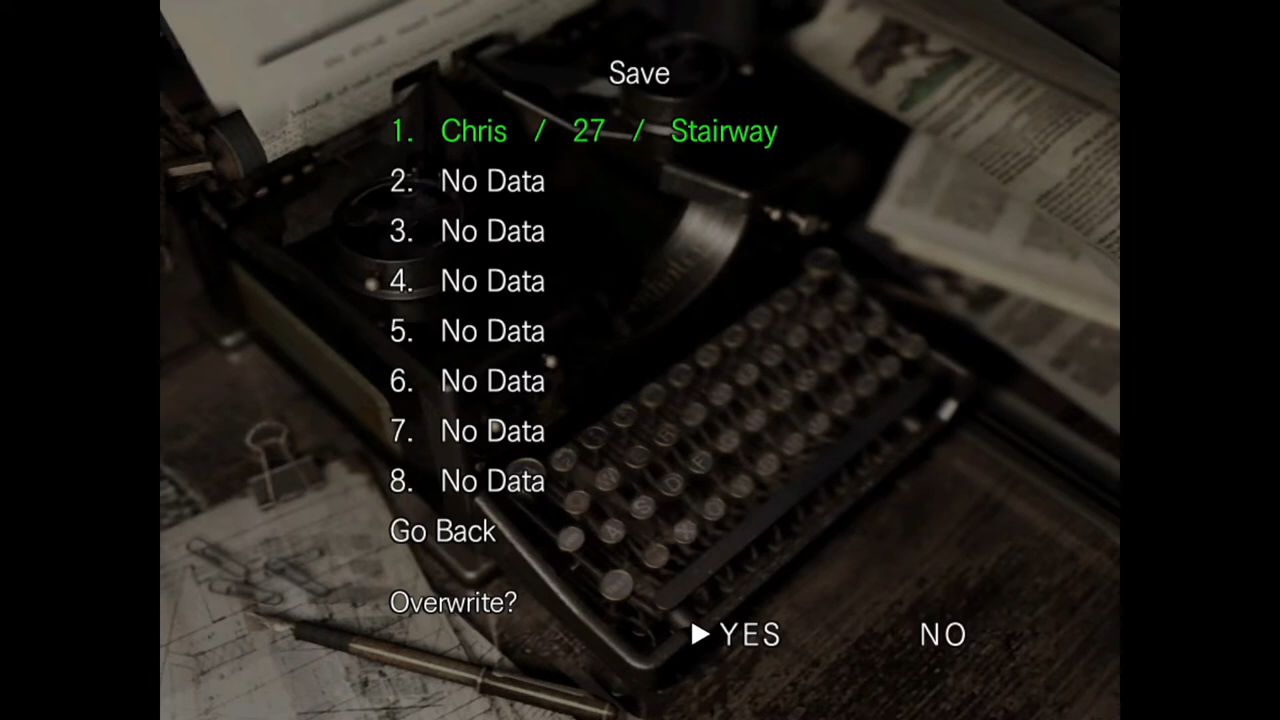 Save
1. Chris / 27 / Stairway
2. No Data
3. No Data
4. No Data
5. No Data
6. No Data
7. No Data
8. No Data
Go Back
Overwrite?
YES NO